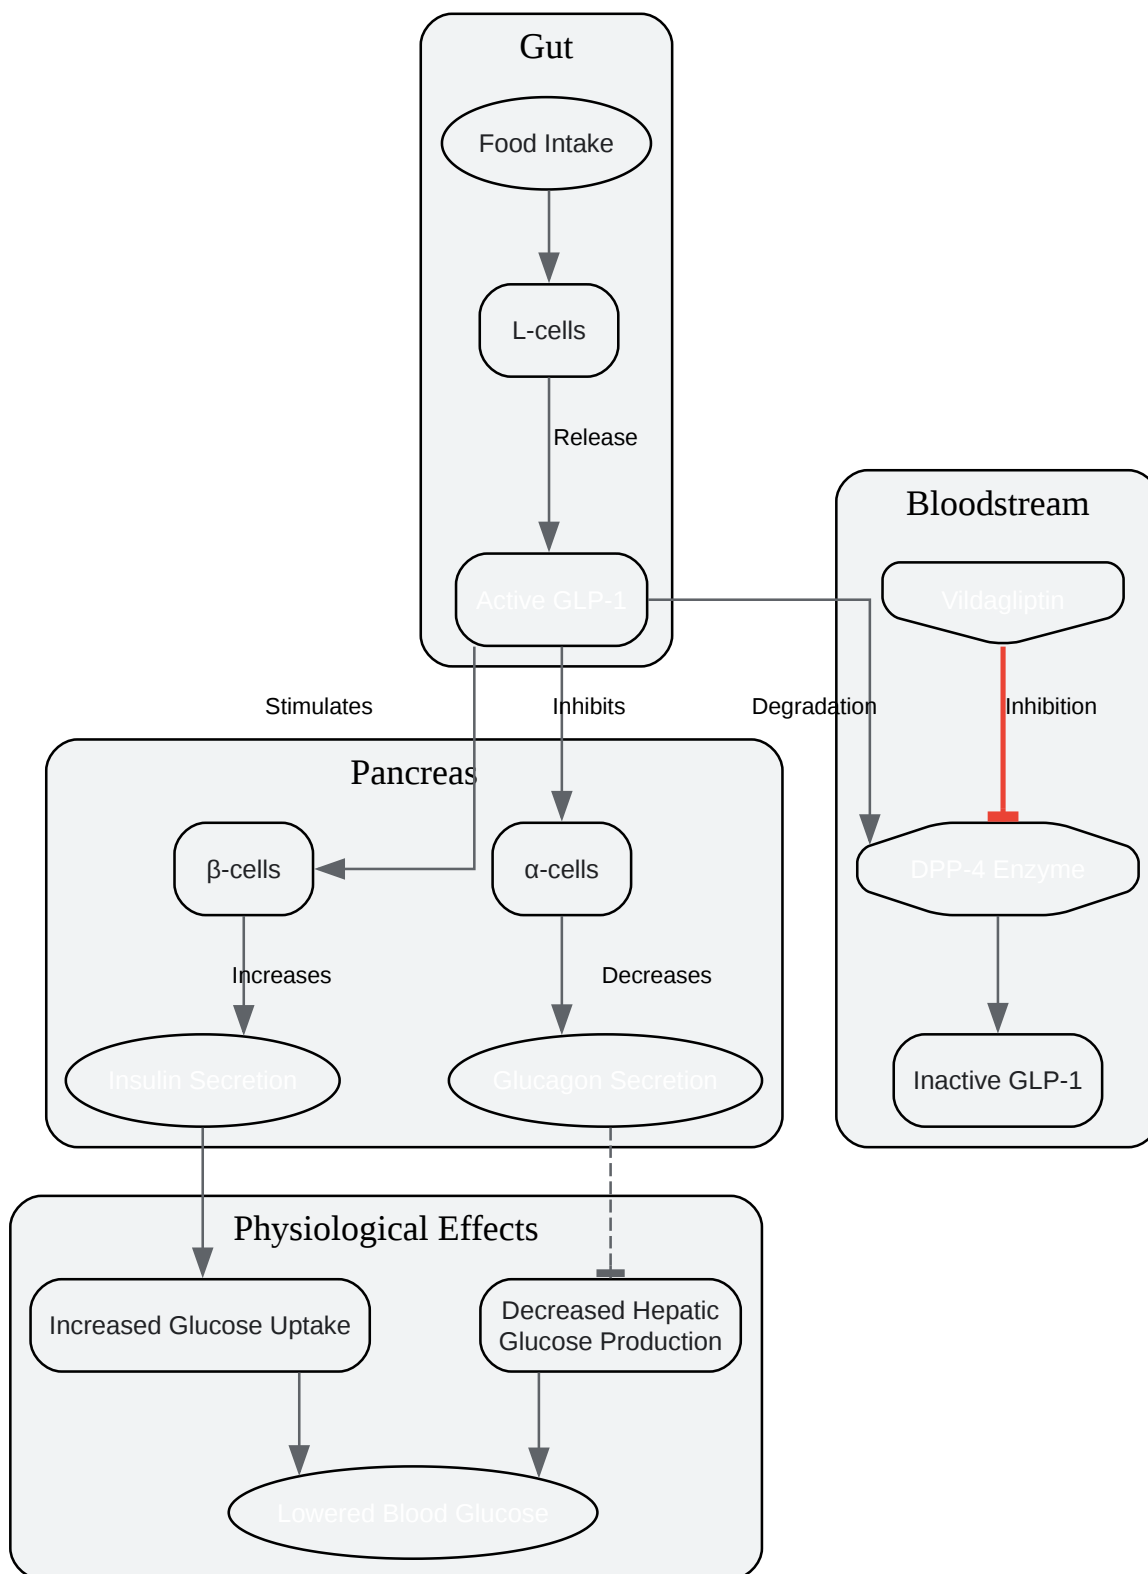 Gut
Food Intake
L-cells
Release
Active GLP-1
Bloodstream
Vildagliptin
Stimulates
Inhibits
Degradation
Inhibition
Pancreas
β-cells
α-cells
DPP-4 Enzyme
Increases
Decreases
Insulin Secretion
Glucagon Secretion
Inactive GLP-1
Physiological Effects
Increased Glucose Uptake
Decreased Hepatic
Glucose Production
Lowered Blood Glucose